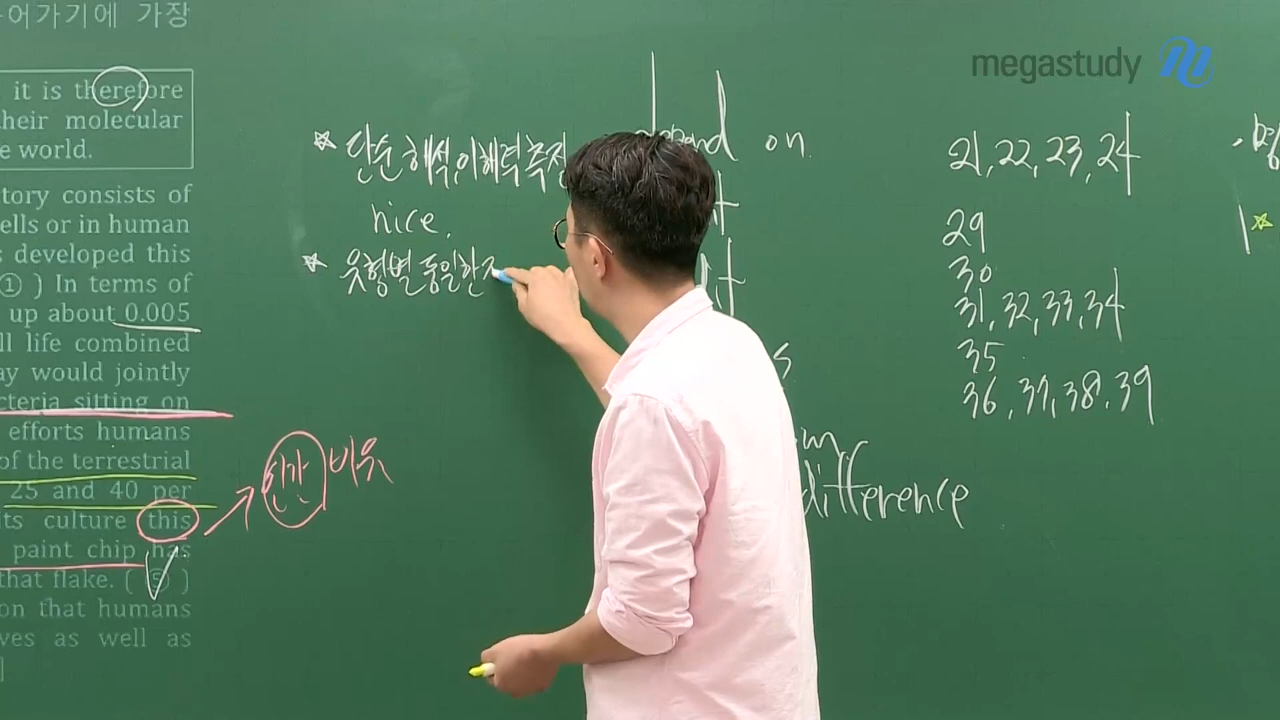 어가기에 가장
it is therefore
their molecular
e world.
tory consists of
ells or in human
s developed this
① ) In terms of
up about 0.005
ll life combined
ay would jointly
cteria sitting on
efforts humans
of the terrestrial
25 and 40 per
its culture this
paint chip has
that flake. ( ⑤ )
on that humans
ves as well as
인간 비유
☆ 단순 해석, 이해력 측정
nice.
☆ 유형별 동일한
depend on
difference
megastudy
21, 22, 23, 24
29
30
31, 32, 33, 34
35
36, 37, 38, 39